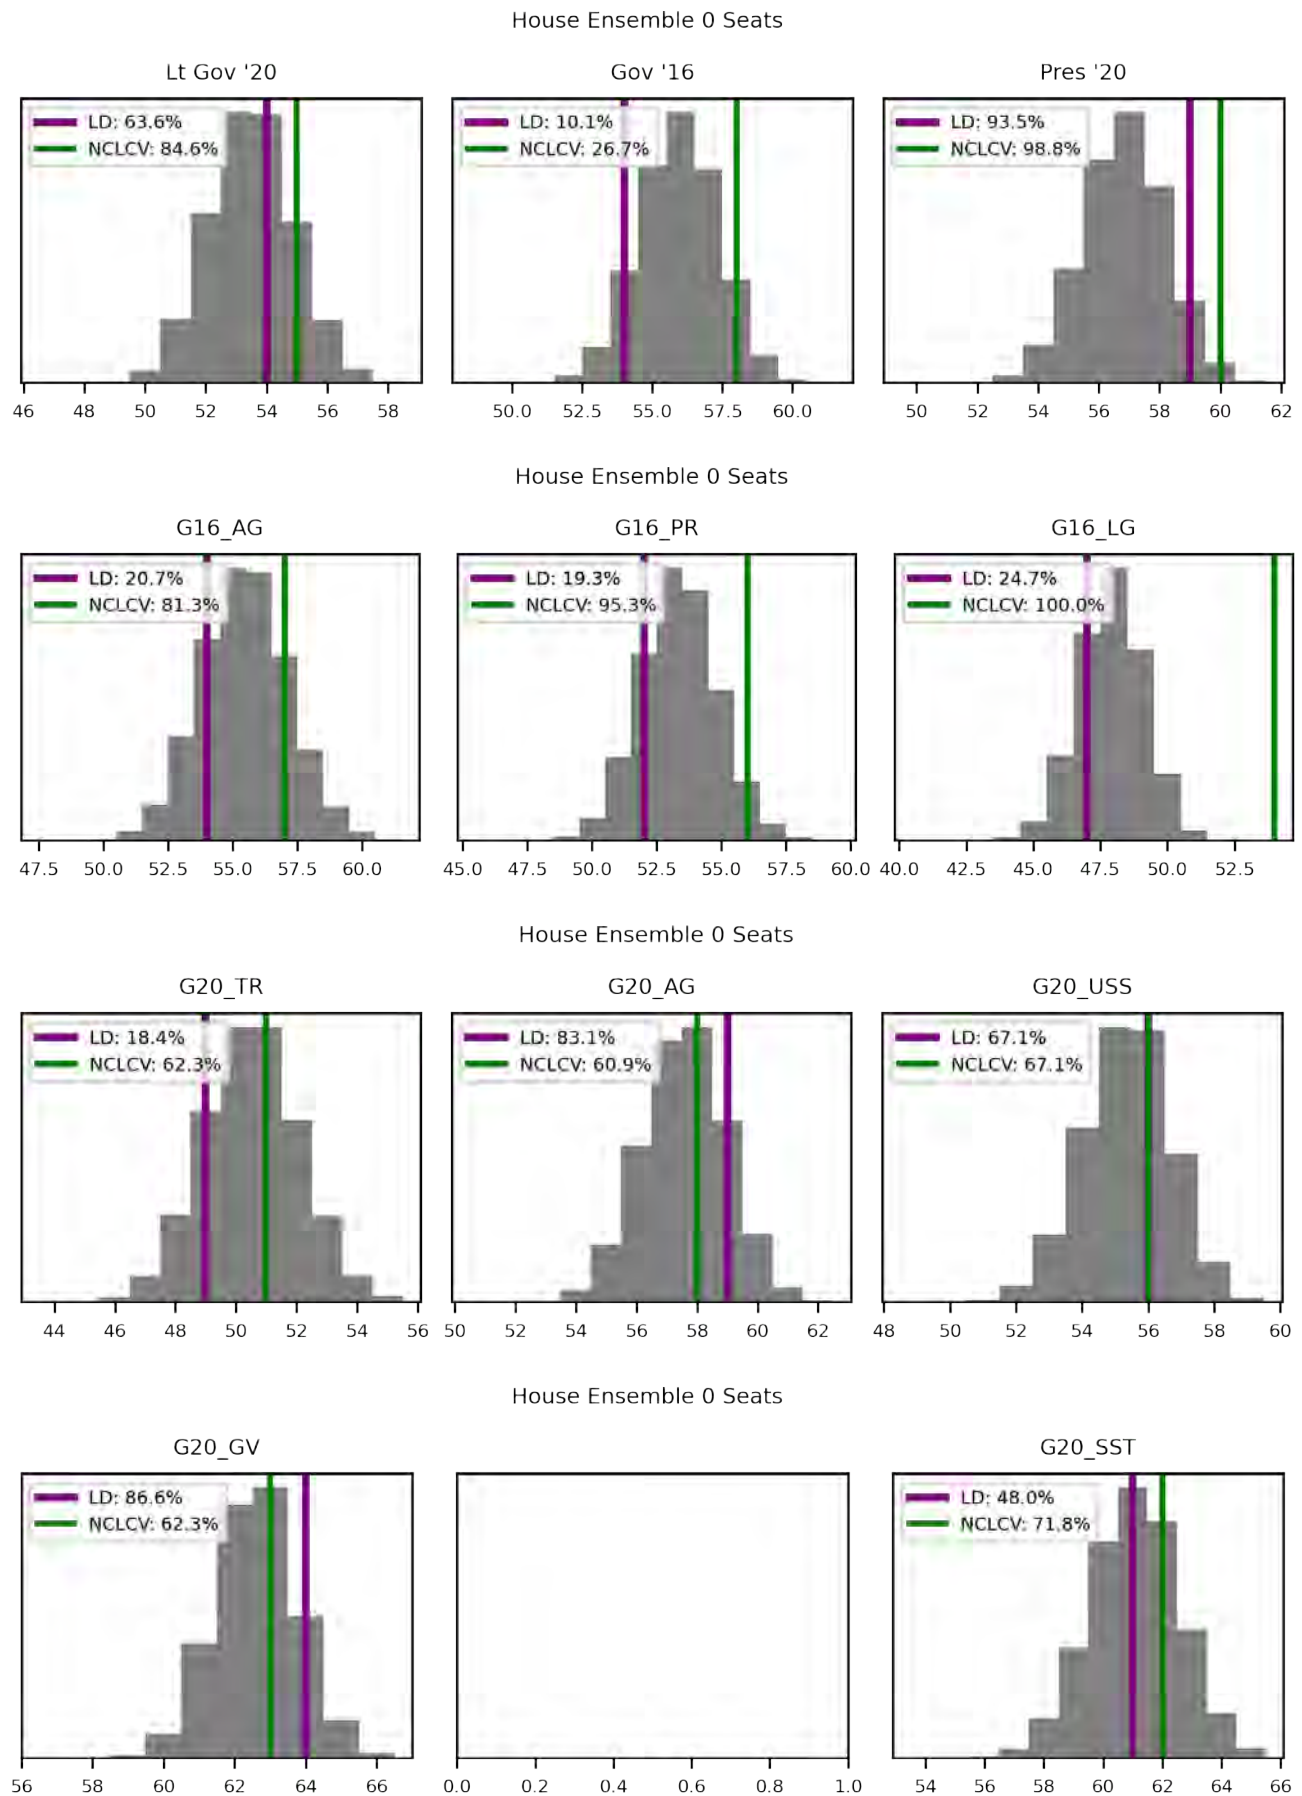 House Ensemble 0 Seats
Lt Gov '20 Gov '16 Pres '20
LD: 63.6% LD: 10.1% LD: 93.5%
NCLCV: 84.6% NCLCV: 26.7% NCLCV: 98.8%
46 48 50 52 54 56 58 50.0 52.5 55.0 57.5 60.0 50 52 54 56 58 60 62
House Ensemble 0 Seats
G16_AG G16_PR G16_LG
LD: 20.7% LD: 19.3% LD: 24.7%
NCLCV: 81.3% NCLCV: 95.3% NCLCV: 100.0%
47.5 50.0 52.5 55.0 57.5 60.0 45.0 47.5 50.0 52.5 55.0 57.5 60.0 40.0 42.5 45.0 47.5 50.0 52.5
House Ensemble 0 Seats
G20_TR G20_AG G20_USS
LD: 18.4% LD: 83.1% LD: 67.1%
NCLCV: 62.3% NCLCV: 60.9% NCLCV: 67.1%
44 46 48 50 52 54 56 50 52 54 56 58 60 62 48 50 52 54 56 58 60
House Ensemble 0 Seats
G20_GV G20_SST
LD: 86.6% LD: 48.0%
NCLCV: 62.3% NCLCV: 71.8%
56 58 60 62 64 66 0.0 0.2 0.4 0.6 0.8 1.0 54 56 58 60 62 64 66